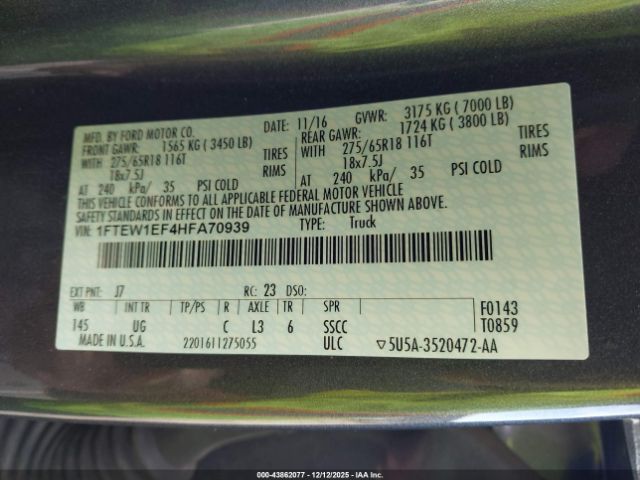 MFD. BY FORD MOTOR CO.
DATE: 11/16 GVWR: 3175 KG ( 7000 LB)
FRONT GAWR: 1565 KG ( 3450 LB)
REAR GAWR: 1724 KG ( 3800 LB)
WITH 275/65R18 116T TIRES
WITH 275/65R18 116T TIRES
18x7.5J RIMS
18x7.5J RIMS
AT 240 kPa/ 35 PSI COLD
AT 240 kPa/ 35 PSI COLD
THIS VEHICLE CONFORMS TO ALL APPLICABLE FEDERAL MOTOR VEHICLE
SAFETY STANDARDS IN EFFECT ON THE DATE OF MANUFACTURE SHOWN ABOVE.
VIN: 1FTEW1EF4HFA70939 TYPE: Truck
EXT PNT: J7 RC: 23 DSO:
WB INT TR TP/PS R AXLE TR SPR F0143
145 UG C L3 6 SSCC T0859
MADE IN U.S.A. 2201611275055 ULC ▽5U5A-3520472-AA
000-43862077 - 12/12/2025 - IAA Inc.